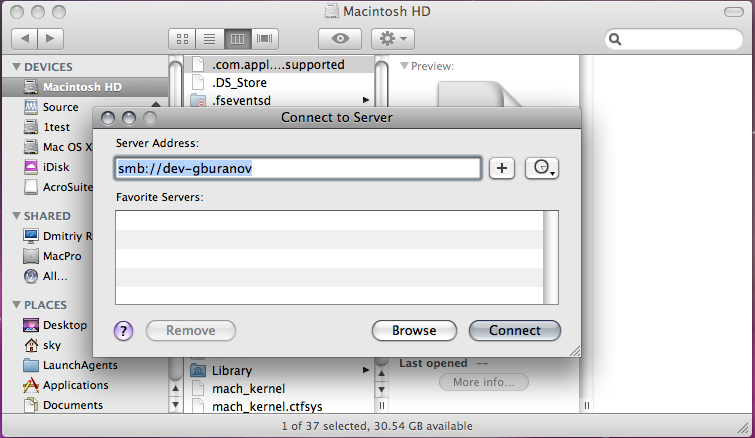 Macintosh HD
DEVICES
Macintosh HD
Source
1test
Mac OS X
iDisk
AcroSuite
SHARED
Dmitriy R
MacPro
All...
PLACES
Desktop
sky
LaunchAgents
Applications
Documents
.com.appl....supported
.DS_Store
.fseventsd
Library
mach_kernel
mach_kernel.ctfsys
Preview:
Last opened --
More info...
Connect to Server
Server Address:
smb://dev-gburanov
Favorite Servers:
?
Remove
Browse
Connect
1 of 37 selected, 30.54 GB available